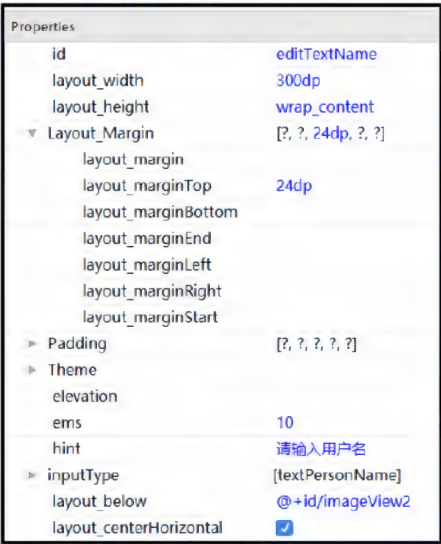 Properties
id editTextName
layout_width 300dp
layout_height wrap_content
Layout_Margin [?, ?, 24dp, ?, ?]
layout_margin
layout_marginTop 24dp
layout_marginBottom
layout_marginEnd
layout_marginLeft
layout_marginRight
layout_marginStart
Padding [?, ?, ?, ?, ?]
Theme
elevation
ems 10
hint 请输入用户名
inputType [textPersonName]
layout_below @+id/imageView2
layout_centerHorizontal